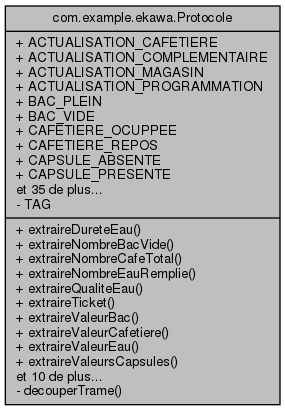 com.example.ekawa.Protocole
+ ACTUALISATION_CAFETIERE
+ ACTUALISATION_COMPLEMENTAIRE
+ ACTUALISATION_MAGASIN
+ ACTUALISATION_PROGRAMMATION
+ BAC_PLEIN
+ BAC_VIDE
+ CAFETIERE_OCUPPEE
+ CAFETIERE_REPOS
+ CAPSULE_ABSENTE
+ CAPSULE_PRESENTE
et 35 de plus...
- TAG
+ extraireDureteEau()
+ extraireNombreBacVide()
+ extraireNombreCafeTotal()
+ extraireNombreEauRemplie()
+ extraireQualiteEau()
+ extraireTicket()
+ extraireValeurBac()
+ extraireValeurCafetiere()
+ extraireValeurEau()
+ extraireValeursCapsules()
et 10 de plus...
- decouperTrame()